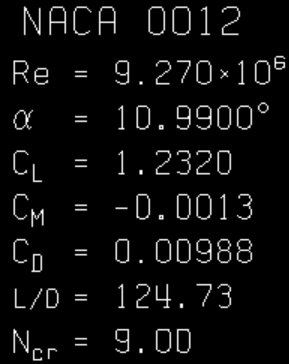 NACA 0012
Re = 9.270×10⁶
α = 10.9900°
C_L = 1.2320
C_M = -0.0013
C_D = 0.00988
L/D = 124.73
N_cr = 9.00